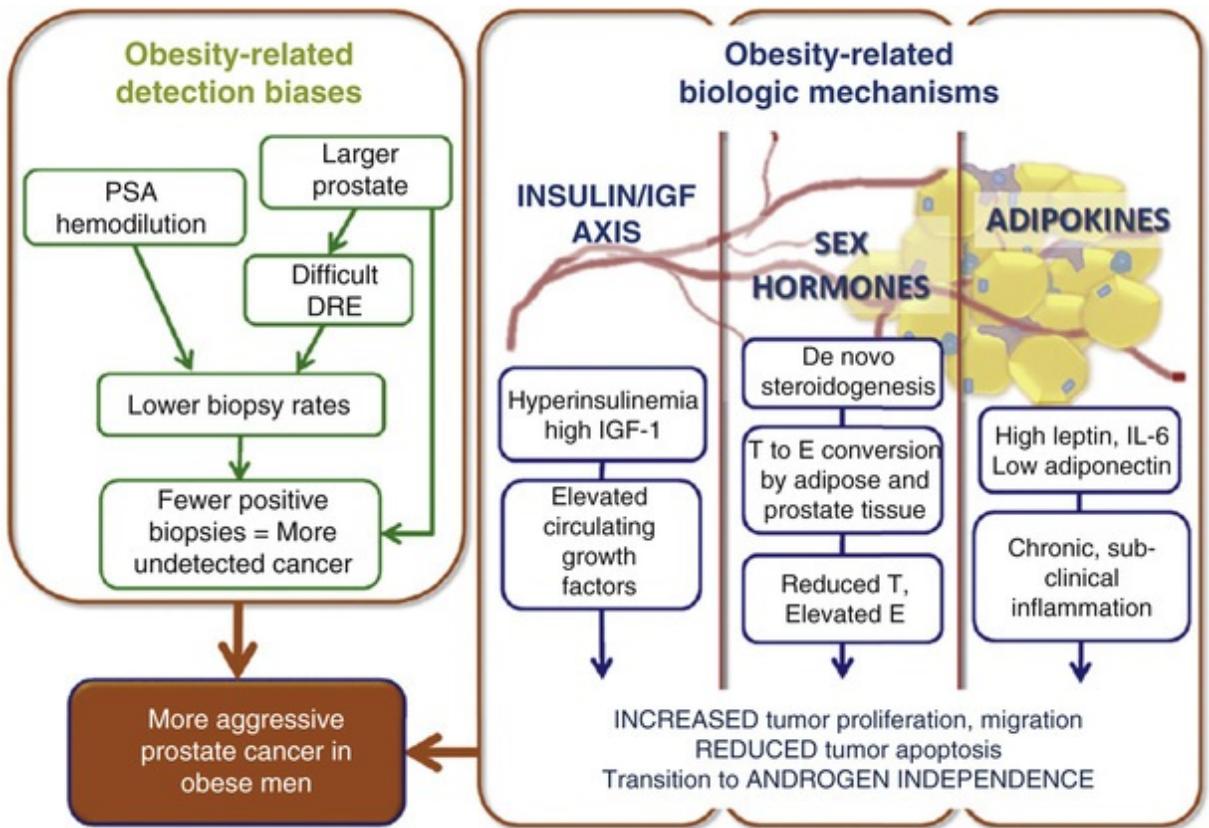 Obesity-related
detection biases
Larger
prostate
PSA
hemodilution
Difficult
DRE
Lower biopsy rates
Fewer positive
biopsies = More
undetected cancer
More aggressive
prostate cancer in
obese men
Obesity-related
biologic mechanisms
INSULIN/IGF
AXIS
Hyperinsulinemia
high IGF-1
Elevated
circulating
growth
factors
SEX
HORMONES
De novo
steroidogenesis
T to E conversion
by adipose and
prostate tissue
Reduced T,
Elevated E
ADIPOKINES
High leptin, IL-6
Low adiponectin
Chronic, sub-
clinical
inflammation
INCREASED tumor proliferation, migration
REDUCED tumor apoptosis
Transition to ANDROGEN INDEPENDENCE